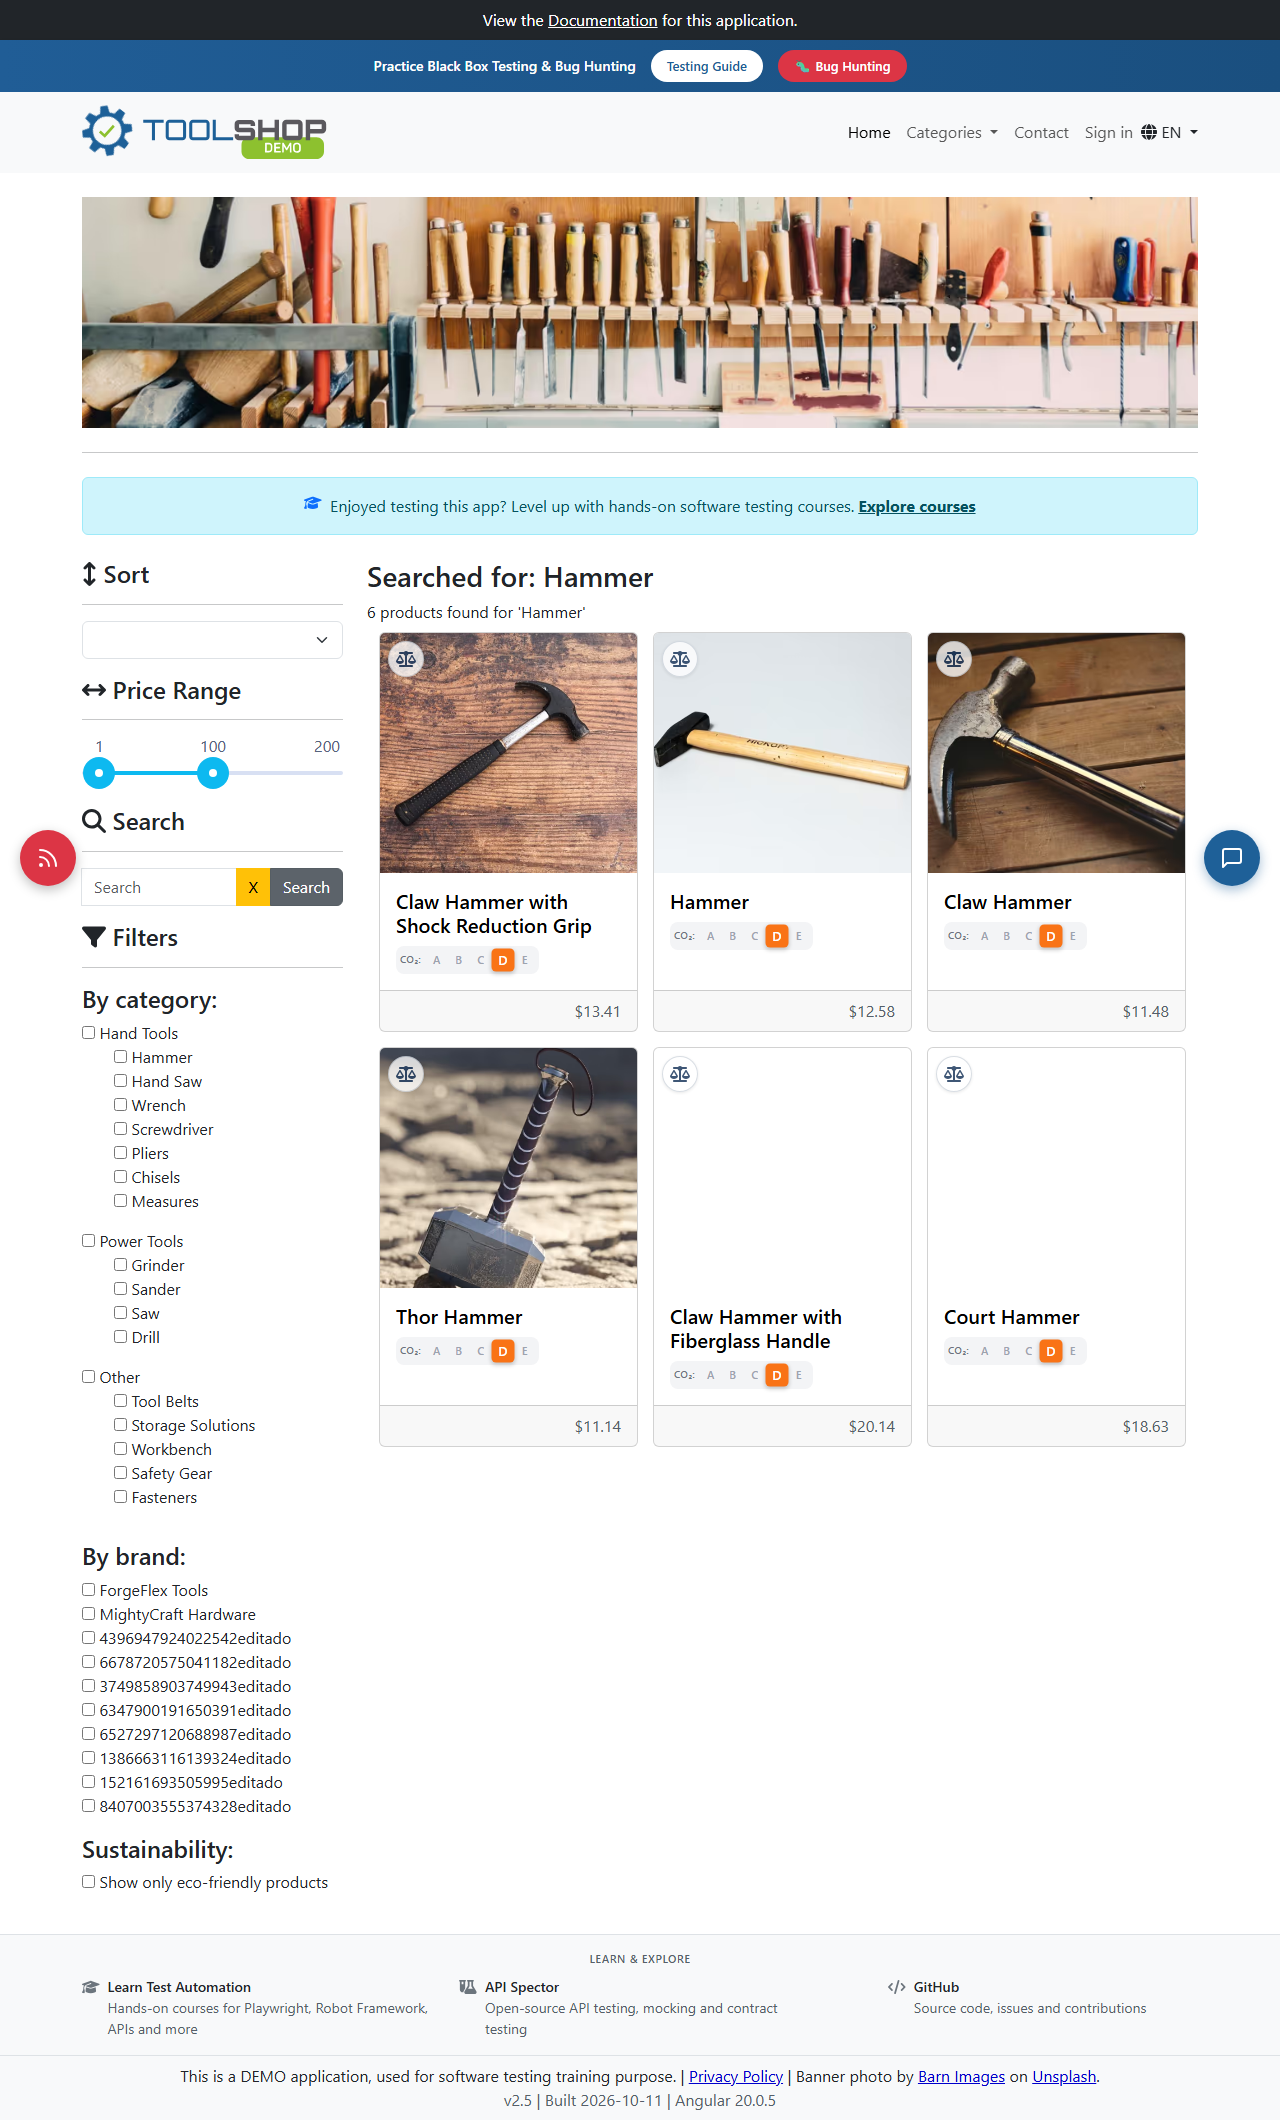 View the Documentation for this application.
Practice Black Box Testing & Bug Hunting
Testing Guide
Bug Hunting
TOOLSHOP
DEMO
Home
Categories
Contact
Sign in
EN
Enjoyed testing this app? Level up with hands-on software testing courses. Explore courses
Sort
Price Range
1
100
200
Search
Search
X
Search
Filters
By category:
Hand Tools
Hammer
Hand Saw
Wrench
Screwdriver
Pliers
Chisels
Measures
Power Tools
Grinder
Sander
Saw
Drill
Other
Tool Belts
Storage Solutions
Workbench
Safety Gear
Fasteners
By brand:
ForgeFlex Tools
MightyCraft Hardware
4396947924022542editado
6678720575041182editado
3749858903749943editado
6347900191650391editado
6527297120688987editado
1386663116139324editado
152161693505995editado
8407003555374328editado
Sustainability:
Show only eco-friendly products
Searched for: Hammer
6 products found for 'Hammer'
Claw Hammer with
Shock Reduction Grip
CO₂: A B C D E
$13.41
Hammer
CO₂: A B C D E
$12.58
Claw Hammer
CO₂: A B C D E
$11.48
Thor Hammer
CO₂: A B C D E
$11.14
Claw Hammer with
Fiberglass Handle
CO₂: A B C D E
$20.14
Court Hammer
CO₂: A B C D E
$18.63
LEARN & EXPLORE
Learn Test Automation
Hands-on courses for Playwright, Robot Framework,
APIs and more
API Spector
Open-source API testing, mocking and contract
testing
GitHub
Source code, issues and contributions
This is a DEMO application, used for software testing training purpose. | Privacy Policy | Banner photo by Barn Images on Unsplash.
v2.5 | Built 2026-10-11 | Angular 20.0.5